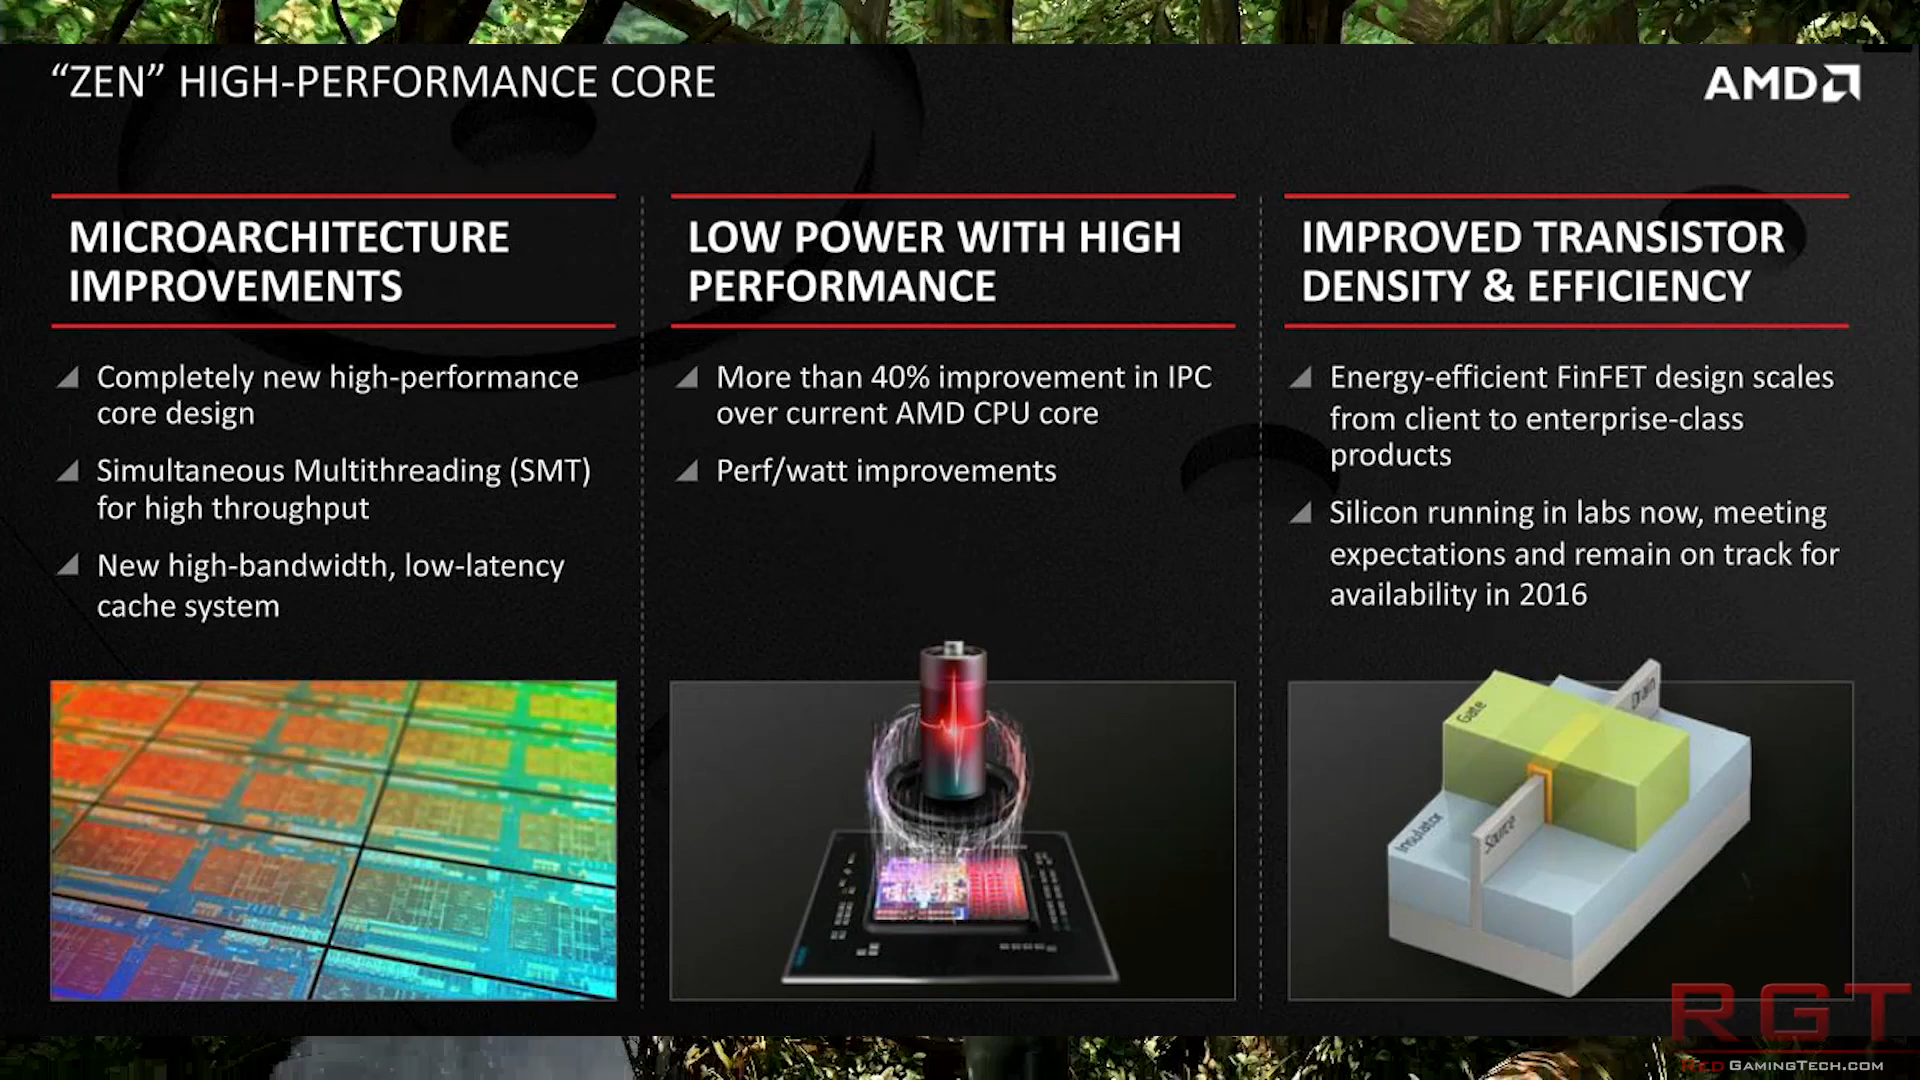 “ZEN” HIGH-PERFORMANCE CORE
AMD
MICROARCHITECTURE
IMPROVEMENTS
Completely new high-performance
core design
Simultaneous Multithreading (SMT)
for high throughput
New high-bandwidth, low-latency
cache system
LOW POWER WITH HIGH
PERFORMANCE
More than 40% improvement in IPC
over current AMD CPU core
Perf/watt improvements
IMPROVED TRANSISTOR
DENSITY & EFFICIENCY
Energy-efficient FinFET design scales
from client to enterprise-class
products
Silicon running in labs now, meeting
expectations and remain on track for
availability in 2016
Gate
Drain
Insulator
Source
RGT
REDGAMINGTECH.COM